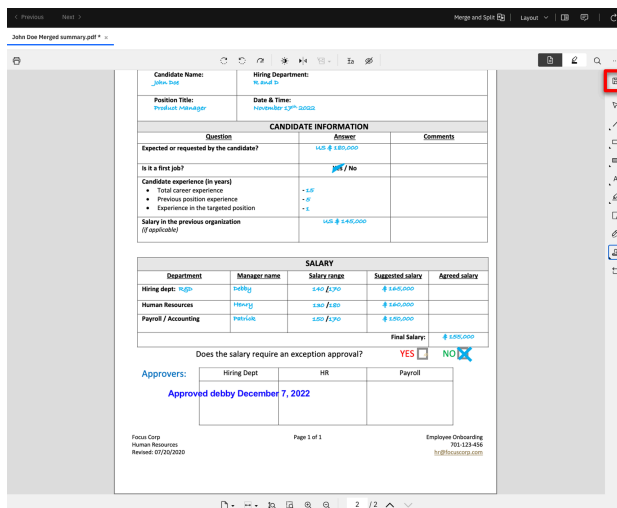 < Previous Next > Merge and Split Layout
John Doe Merged summary.pdf * ×
Candidate Name: Hiring Department:
John Doe R and D
Position Title: Date & Time:
Product Manager November 17th 2022
CANDIDATE INFORMATION
Question Answer Comments
Expected or requested by the candidate? US $ 180,000
Is it a first job? / No
Candidate experience (in years)
• Total career experience - 15
• Previous position experience - 8
• Experience in the targeted position - 1
Salary in the previous organization US $ 145,000
(if applicable)
SALARY
Department Manager name Salary range Suggested salary Agreed salary
Hiring dept: R&D Debby 140 /170 $ 165,000
Human Resources Henry 130 /180 $ 160,000
Payroll / Accounting Patrick 150 /170 $ 150,000
Final Salary: $ 155,000
Does the salary require an exception approval? YES NO
Approvers: Hiring Dept HR Payroll
Approved debby December 7, 2022
Focus Corp Page 1 of 1 Employee Onboarding
Human Resources 701-123-456
Revised: 07/20/2020 hr@focuscorp.com
2 / 2